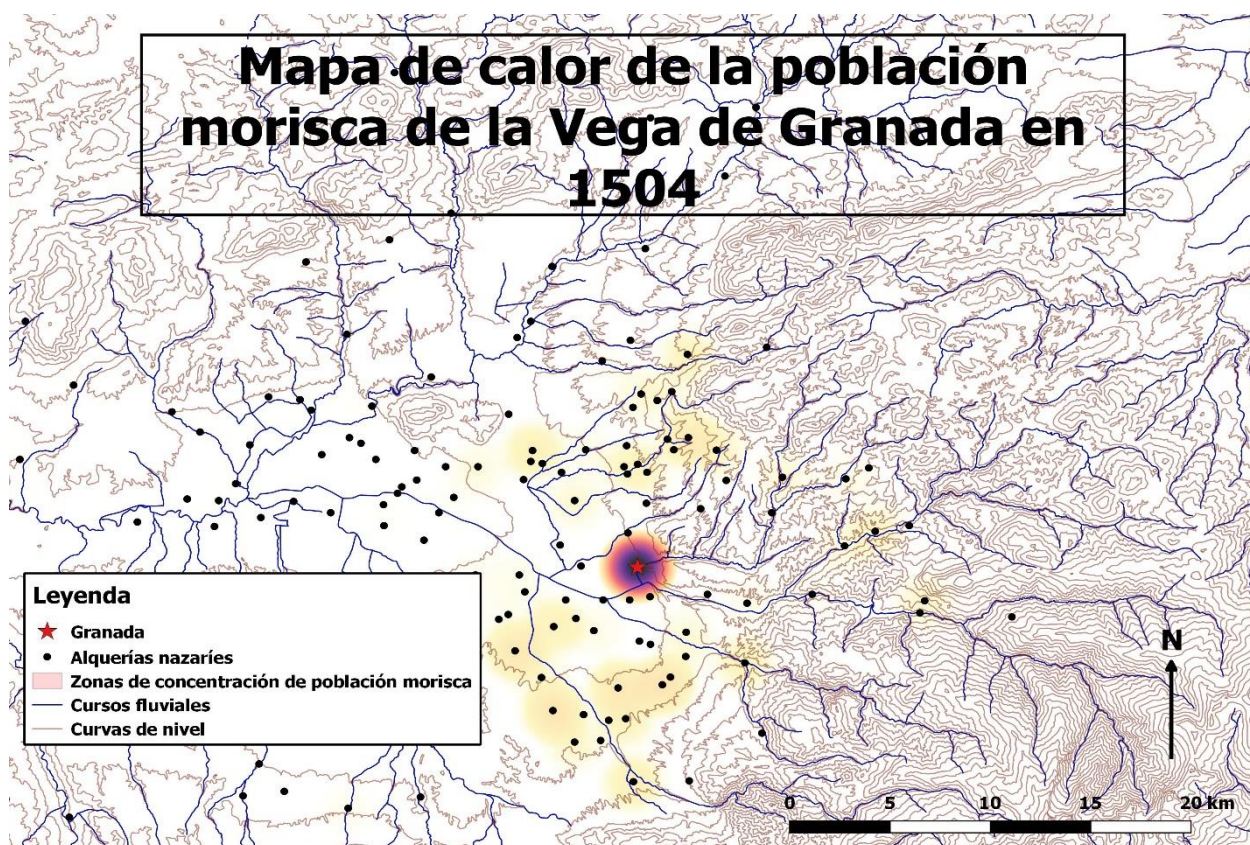 Mapa de calor de la población
morisca de la Vega de Granada en
1504
Leyenda
Granada
Alquerías nazaríes
Zonas de concentración de población morisca
Cursos fluviales
Curvas de nivel
N
0 5 10 15 20 km